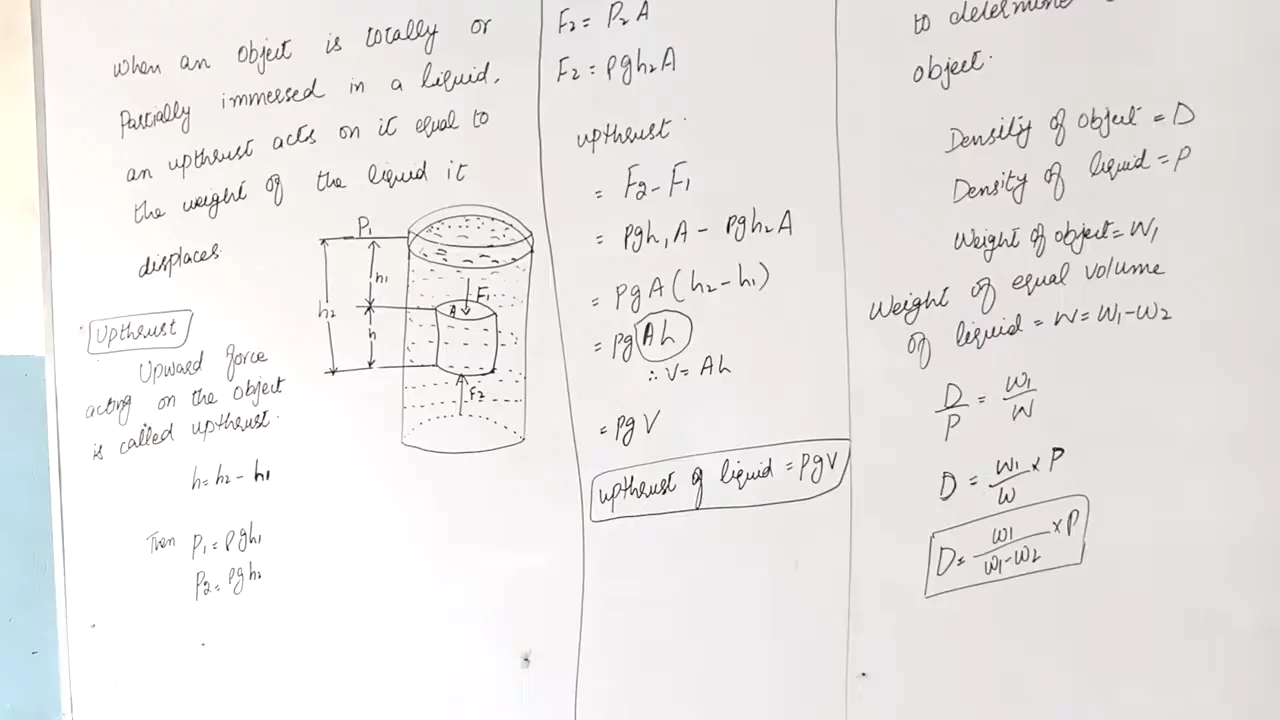 When an object is totally or
Partially immersed in a liquid,
an upthrust acts on it equal to
the weight of the liquid it
displaces.
Upthrust
Upward force
acting on the object
is called upthrust.
h = h2 - h1
Then P1 = ρgh1
P2 = ρgh2
P1
h1
h2
h
F1
A
F2
F2 = P2 A
F2 = ρgh2A
upthrust
= F2 - F1
= ρgh1A - ρgh2A
= ρgA(h2 - h1)
= ρg Ah
∴ V = Ah
= ρgV
upthrust of liquid = ρgV
to determine
object.
Density of object = D
Density of liquid = ρ
Weight of object = W1
Weight of equal volume
of liquid = W = W1 - W2
D/ρ = W1/W
D = W1/W × ρ
D = W1/(W1 - W2) × ρ